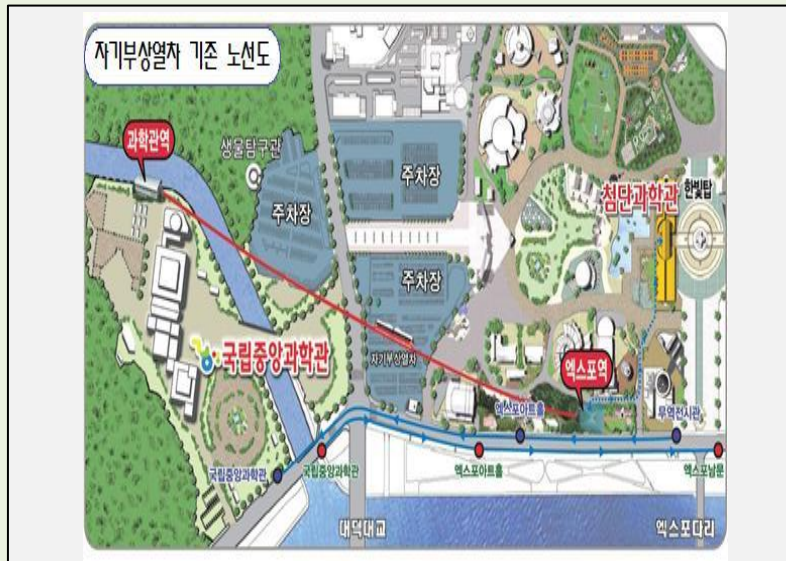 자기부상열차 기존 노선도
과학관역
생물탐구관
주차장
주차장
첨단과학관
한빛탑
주차장
자기부상열차
국립중앙과학관
엑스포역
엑스포아트홀
무역전시관
국립중앙과학관
국립중앙과학관
엑스포아트홀
엑스포남문
대덕대교
엑스포다리